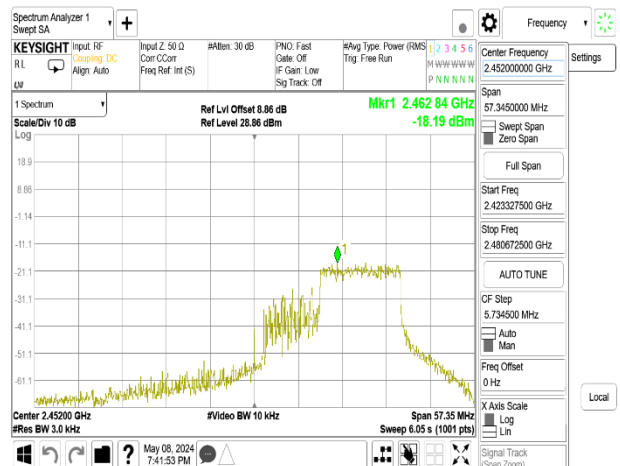 Spectrum Analyzer 1
Swept SA
Frequency
KEYSIGHT
RL
Input: RF
Coupling: DC
Align: Auto
Input Z: 50 Ω
Corr CCorr
Freq Ref: Int (S)
#Atten: 30 dB
PNO: Fast
Gate: Off
IF Gain: Low
Sig Track: Off
#Avg Type: Power (RMS
Trig: Free Run
1 2 3 4 5 6
M W W W W W
P N N N N N
Center Frequency
2.452000000 GHz
Settings
Span
57.3450000 MHz
Swept Span
Zero Span
Full Span
Start Freq
2.423327500 GHz
Stop Freq
2.480672500 GHz
AUTO TUNE
CF Step
5.734500 MHz
Auto
Man
Freq Offset
0 Hz
X Axis Scale
Log
Lin
Local
Signal Track
(Span Zoom)
1 Spectrum
Scale/Div 10 dB
Log
Ref Lvl Offset 8.86 dB
Ref Level 28.86 dBm
Mkr1 2.462 84 GHz
-18.19 dBm
18.9
8.86
-1.14
-11.1
-21.1
-31.1
-41.1
-51.1
-61.1
1
Center 2.45200 GHz
#Res BW 3.0 kHz
#Video BW 10 kHz
Span 57.35 MHz
Sweep 6.05 s (1001 pts)
?
May 08, 2024
7:41:53 PM